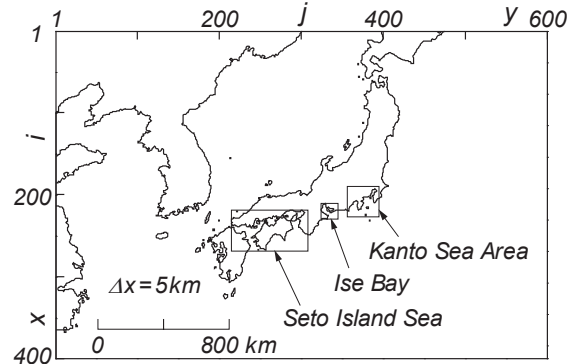 1 200 j 400 y 600
1
i
200
Kanto Sea Area
Ise Bay
Δx=5km
Seto Island Sea
x
0 800 km
400